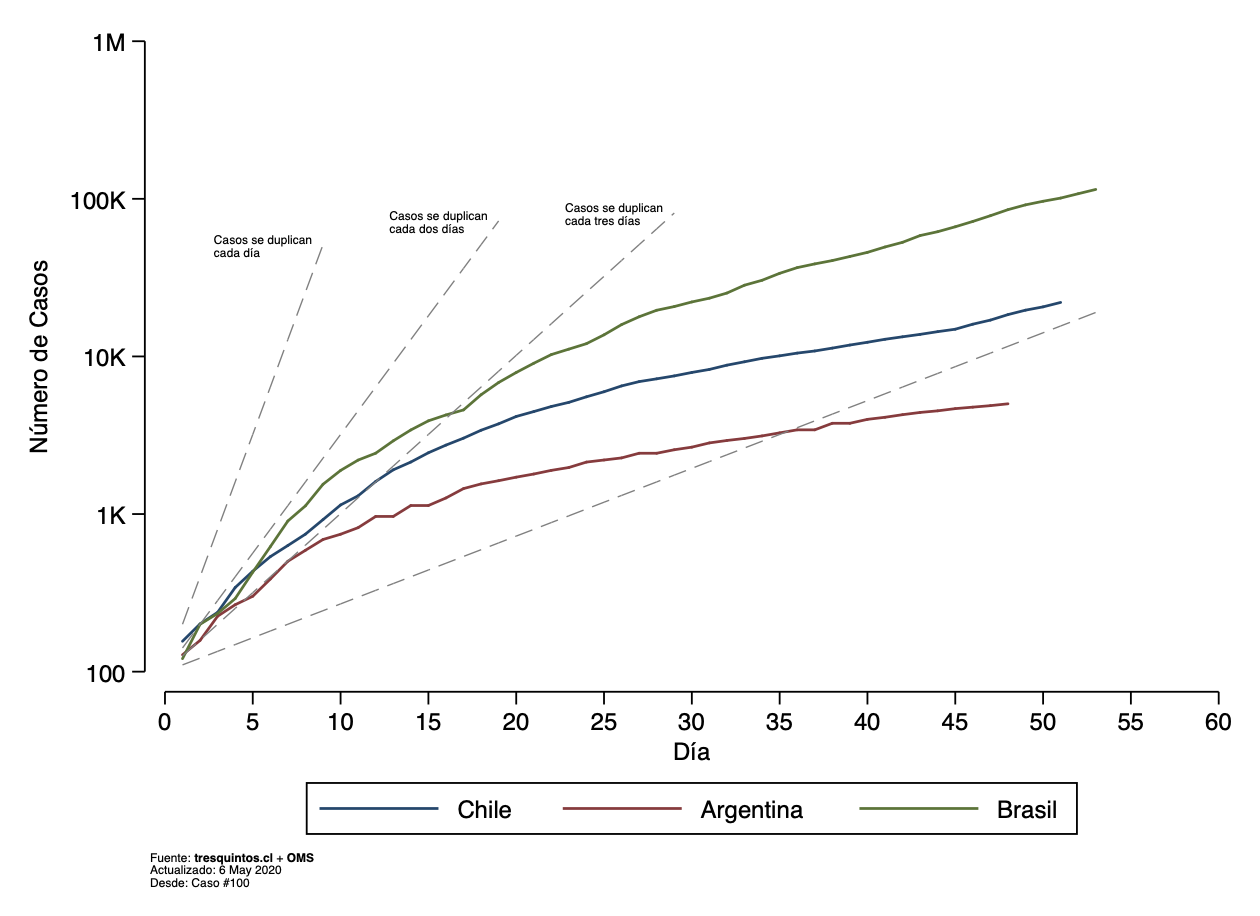 1M
100K
10K
1K
100
Número de Casos
Casos se duplican
cada día
Casos se duplican
cada dos días
Casos se duplican
cada tres días
0 5 10 15 20 25 30 35 40 45 50 55 60
Día
Chile Argentina Brasil
Fuente: tresquintos.cl + OMS
Actualizado: 6 May 2020
Desde: Caso #100